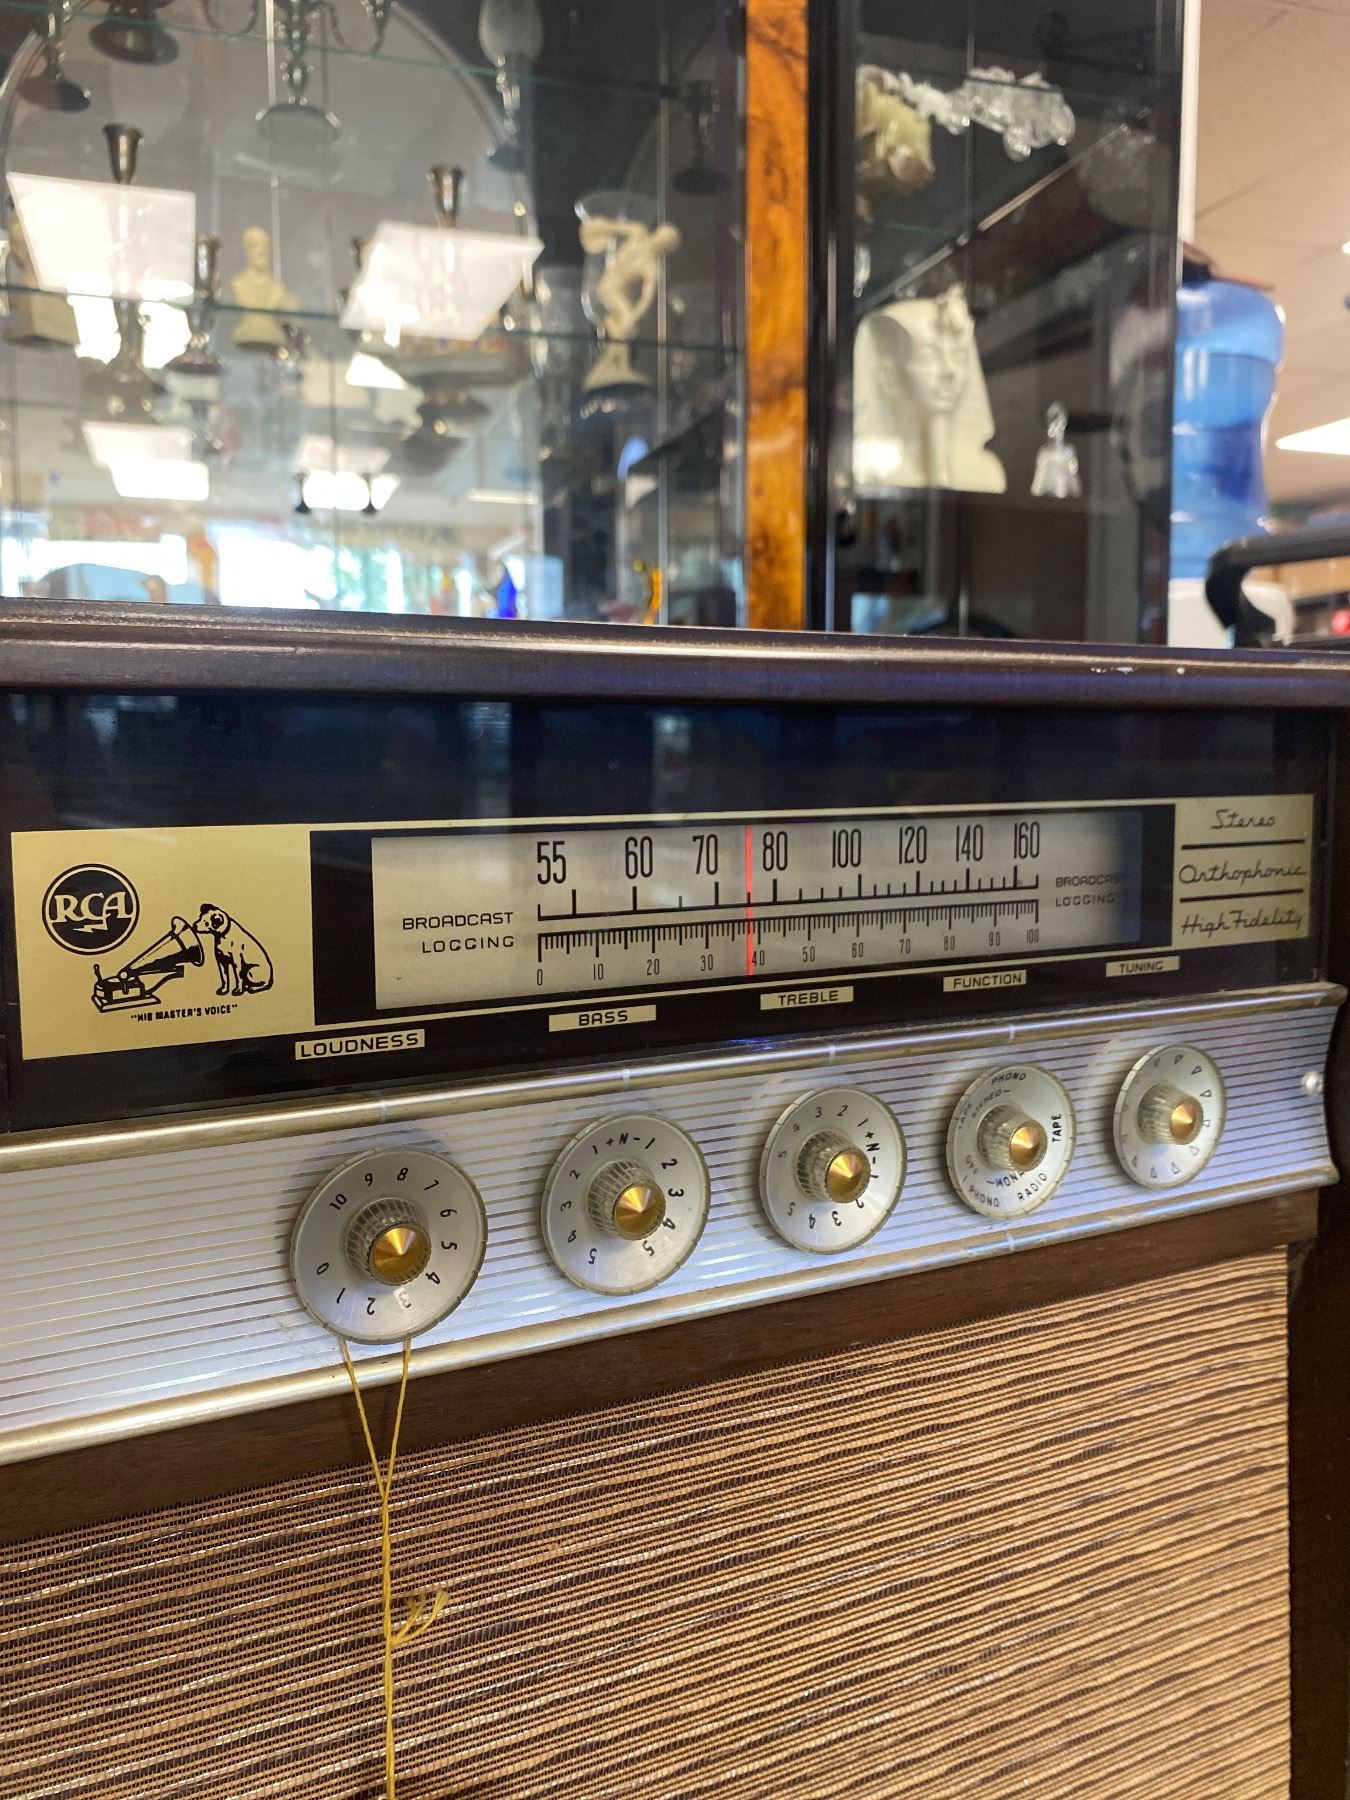 Stereo
Orthophonic
High Fidelity
RCA
"HIS MASTER'S VOICE"
55 60 70 80 100 120 140 160
BROADCAST BROADCAST
LOGGING LOGGING
0 10 20 30 40 50 60 70 80 90 100
LOUDNESS BASS TREBLE FUNCTION TUNING
0 1 2 3 4 5 6 7 8 9 10
5 4 3 2 1 + N - 1 2 3 4 5
5 4 3 2 1 + N - 1 2 3 4 5
TAPE PHONO
STEREO
TAPE
RADIO
PHONO